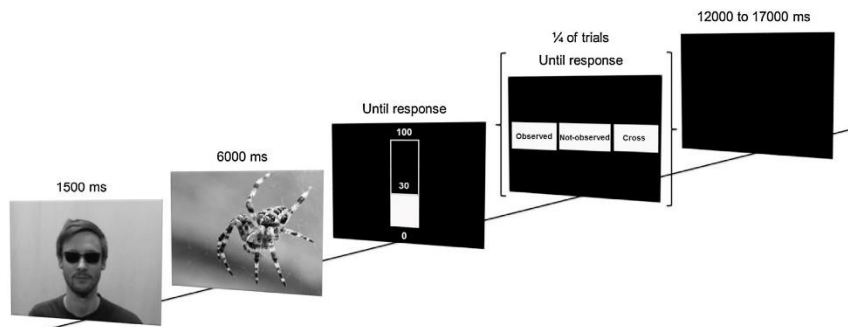 12000 to 17000 ms
¼ of trials
Until response
Until response
6000 ms
1500 ms
100
30
0
Observed
Not-observed
Cross